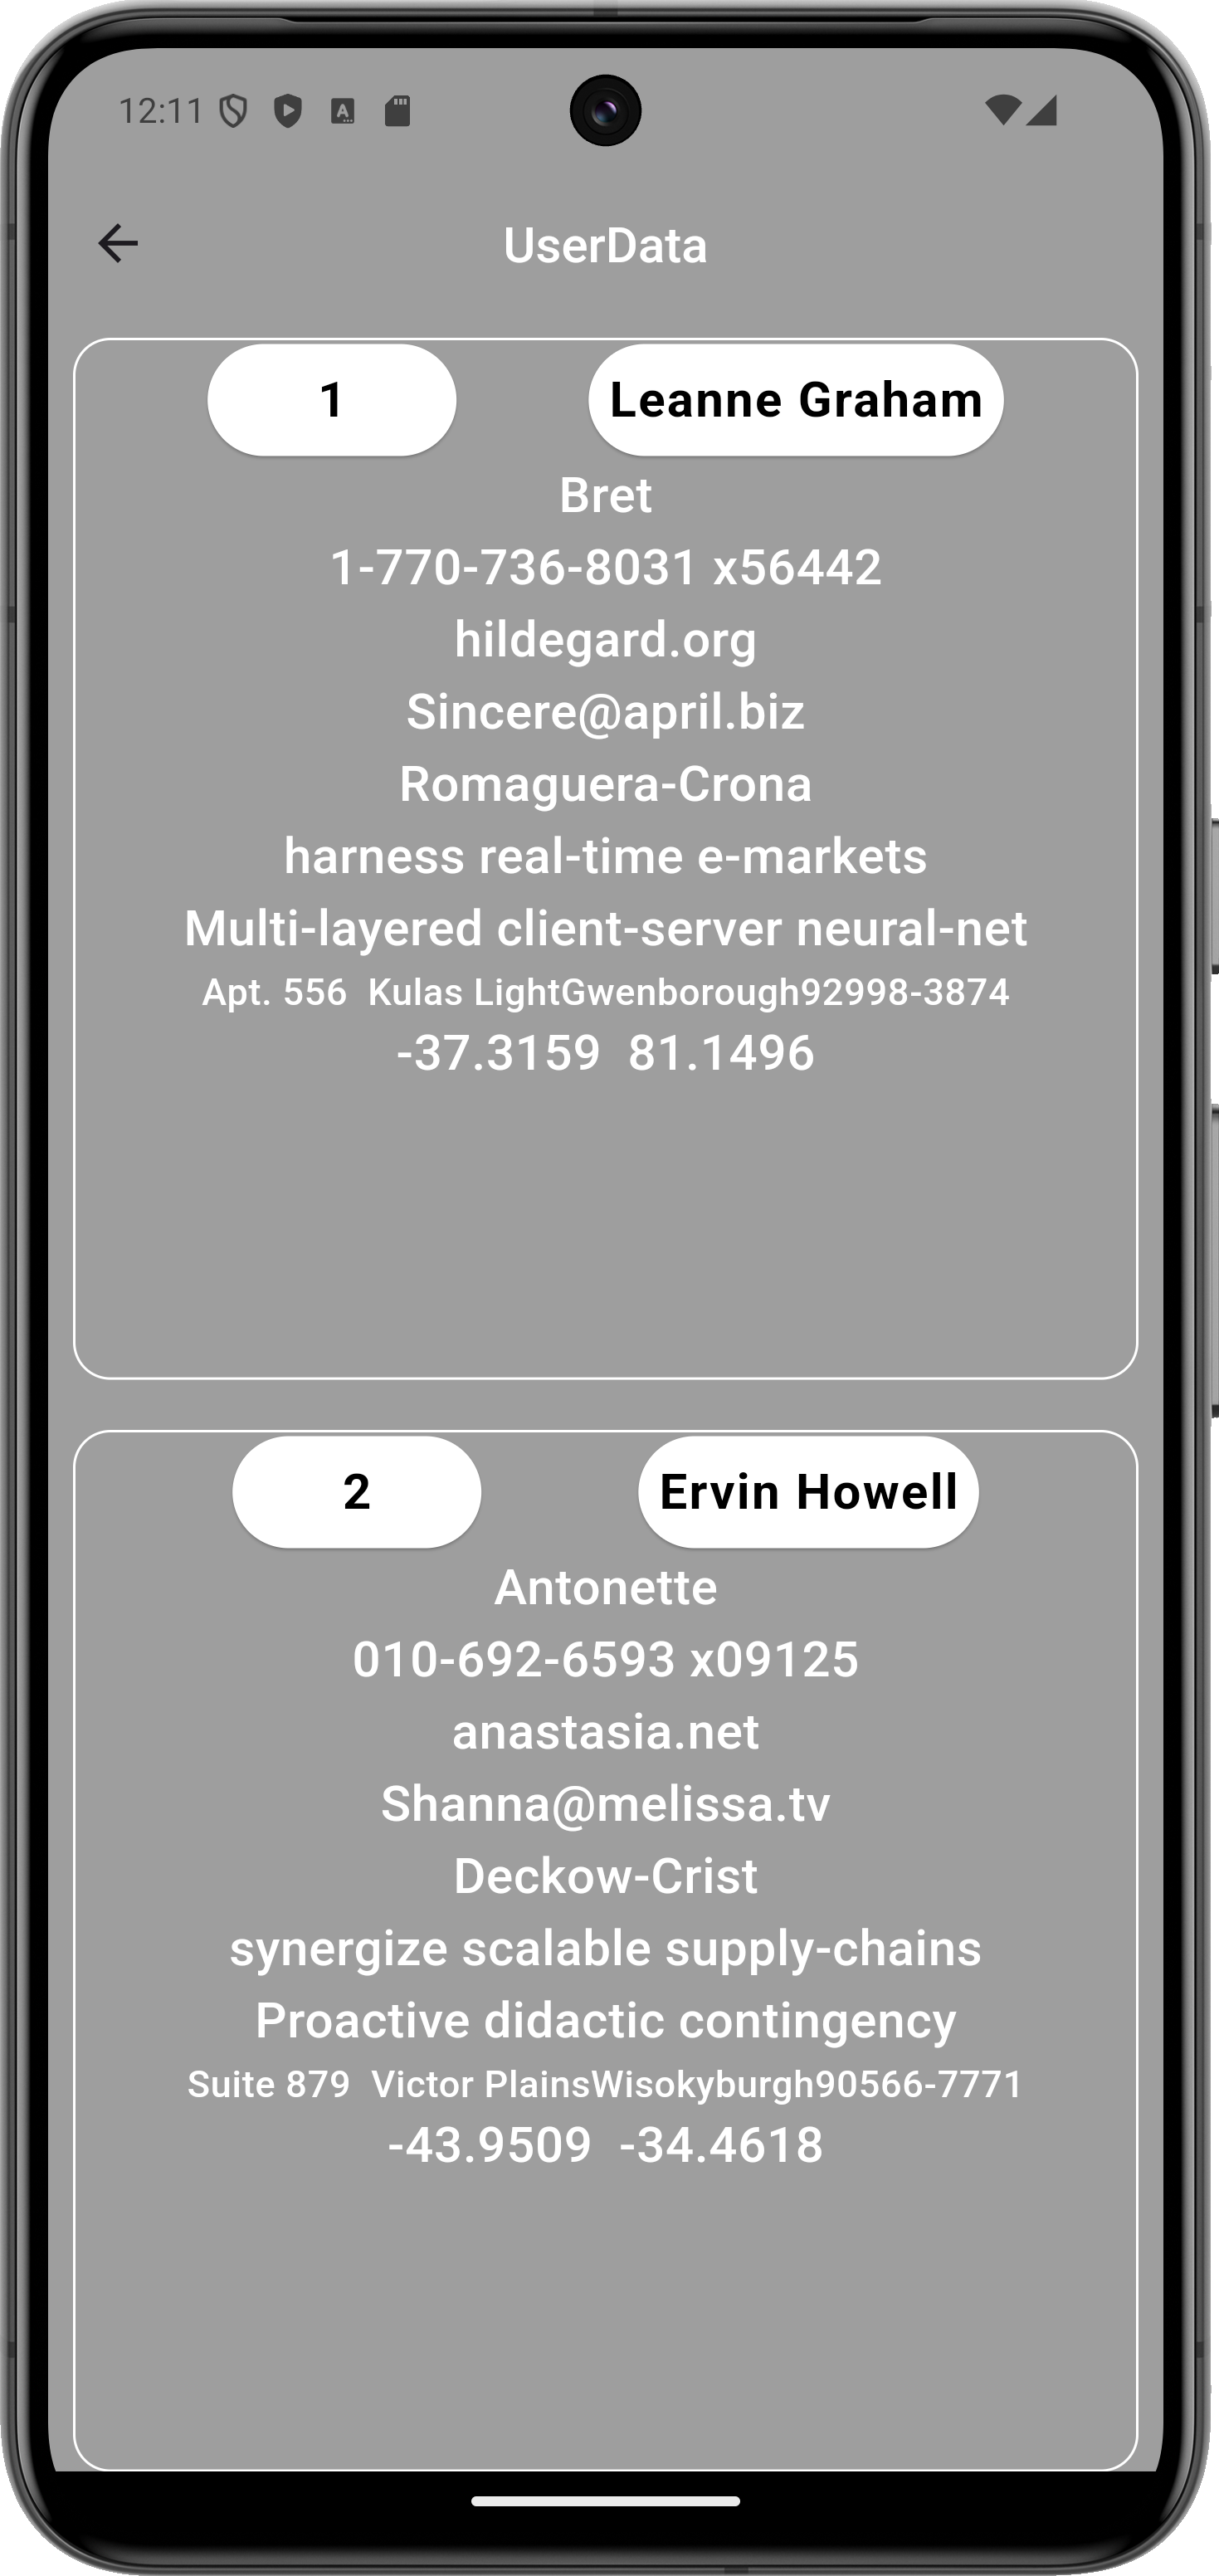 12:11
UserData
1 Leanne Graham
Bret
1-770-736-8031 x56442
hildegard.org
Sincere@april.biz
Romaguera-Crona
harness real-time e-markets
Multi-layered client-server neural-net
Apt. 556  Kulas LightGwenborough92998-3874
-37.3159  81.1496
2 Ervin Howell
Antonette
010-692-6593 x09125
anastasia.net
Shanna@melissa.tv
Deckow-Crist
synergize scalable supply-chains
Proactive didactic contingency
Suite 879  Victor PlainsWisokyburgh90566-7771
-43.9509  -34.4618